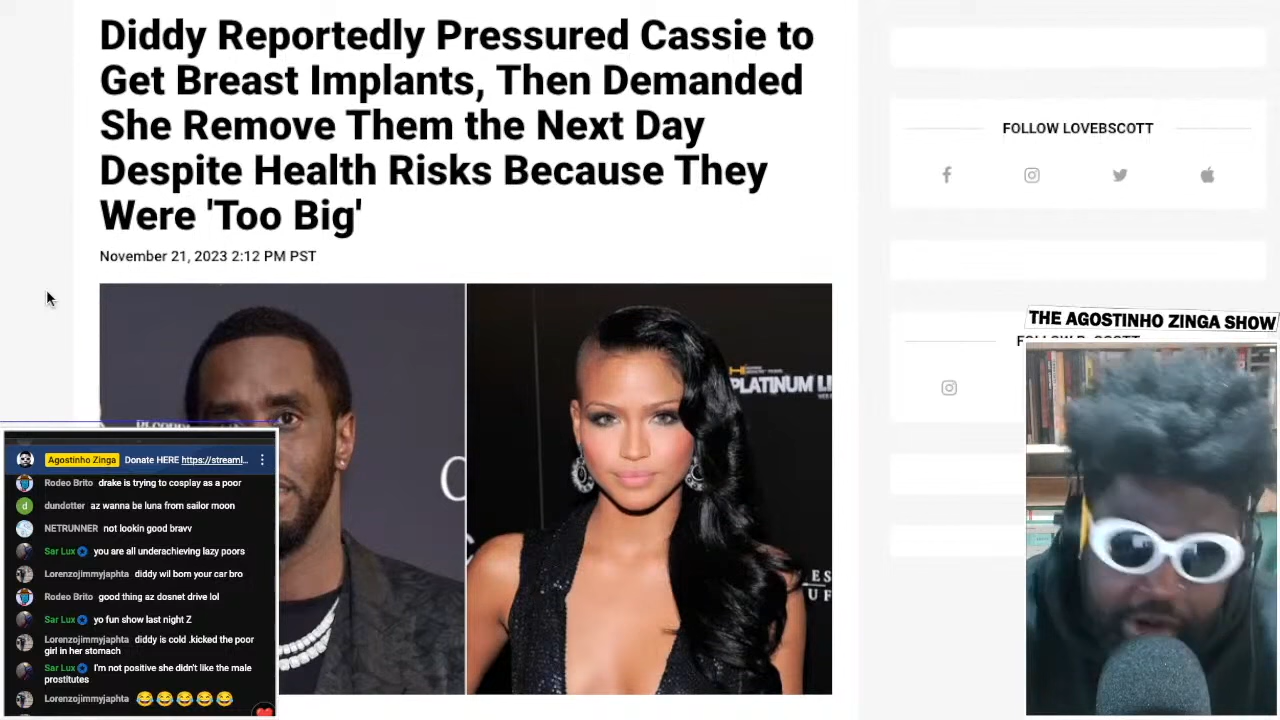 Diddy Reportedly Pressured Cassie to
Get Breast Implants, Then Demanded
She Remove Them the Next Day
Despite Health Risks Because They
Were 'Too Big'
November 21, 2023 2:12 PM PST
FOLLOW LOVEBSCOTT
PLATINUM LI
THE AGOSTINHO ZINGA SHOW
Agostinho Zinga Donate HERE https://streaml...
Rodeo Brito drake is trying to cosplay as a poor
dundotter az wanna be luna from sailor moon
NETRUNNER not lookin good bravv
Sar Lux you are all underachieving lazy poors
Lorenzojimmyjaphta diddy wil born your car bro
Rodeo Brito good thing az dosnet drive lol
Sar Lux yo fun show last night Z
Lorenzojimmyjaphta diddy is cold .kicked the poor
girl in her stomach
Sar Lux I'm not positive she didn't like the male
prostitutes
Lorenzojimmyjaphta 😂😂😂😂😂